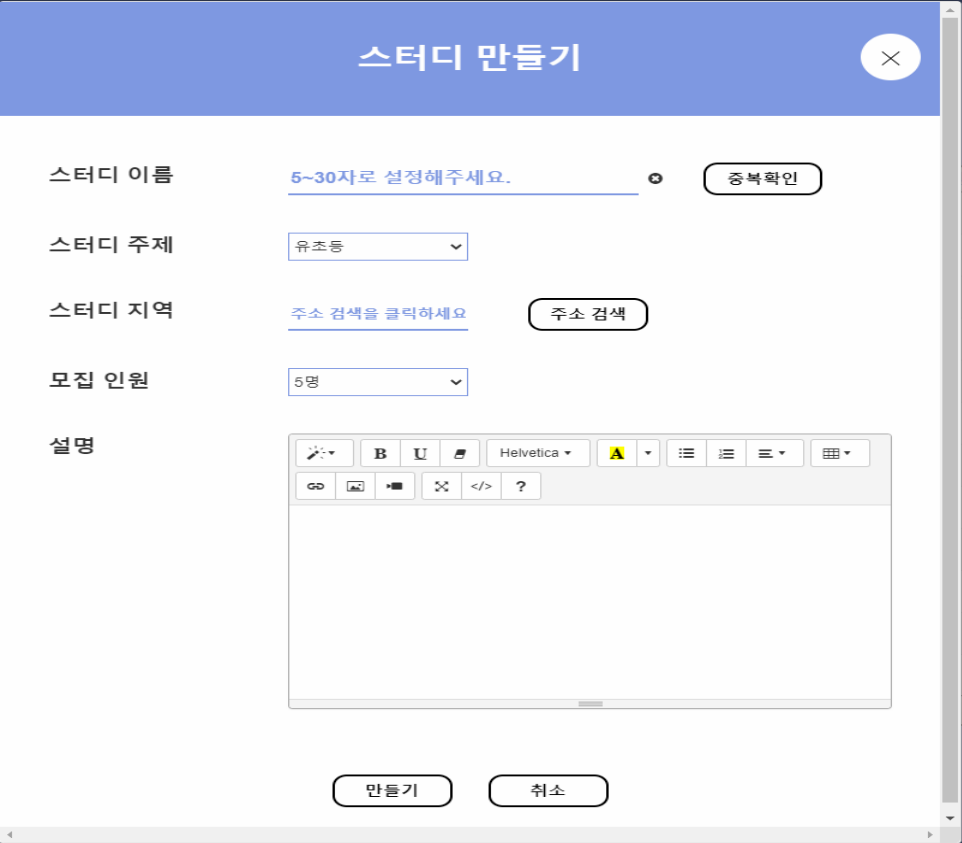 스터디 만들기
스터디 이름
5~30자로 설정해주세요.
중복확인
스터디 주제
유초등
스터디 지역
주소 검색을 클릭하세요
주소 검색
모집 인원
5명
설명
B U Helvetica A
</> ?
만들기
취소